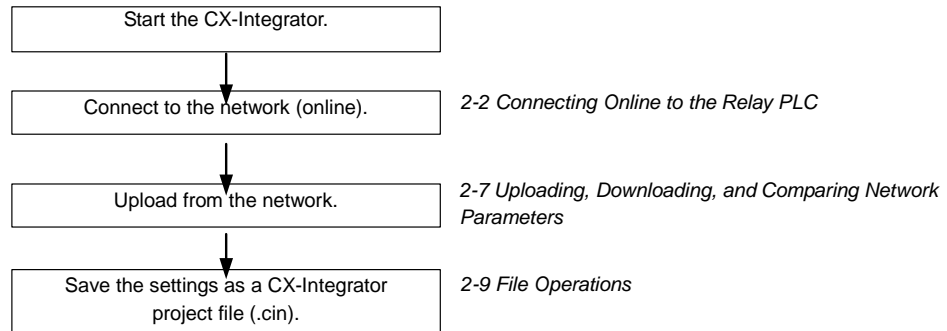 Start the CX-Integrator.
Connect to the network (online).
2-2 Connecting Online to the Relay PLC
Upload from the network.
2-7 Uploading, Downloading, and Comparing Network
Parameters
Save the settings as a CX-Integrator
project file (.cin).
2-9 File Operations